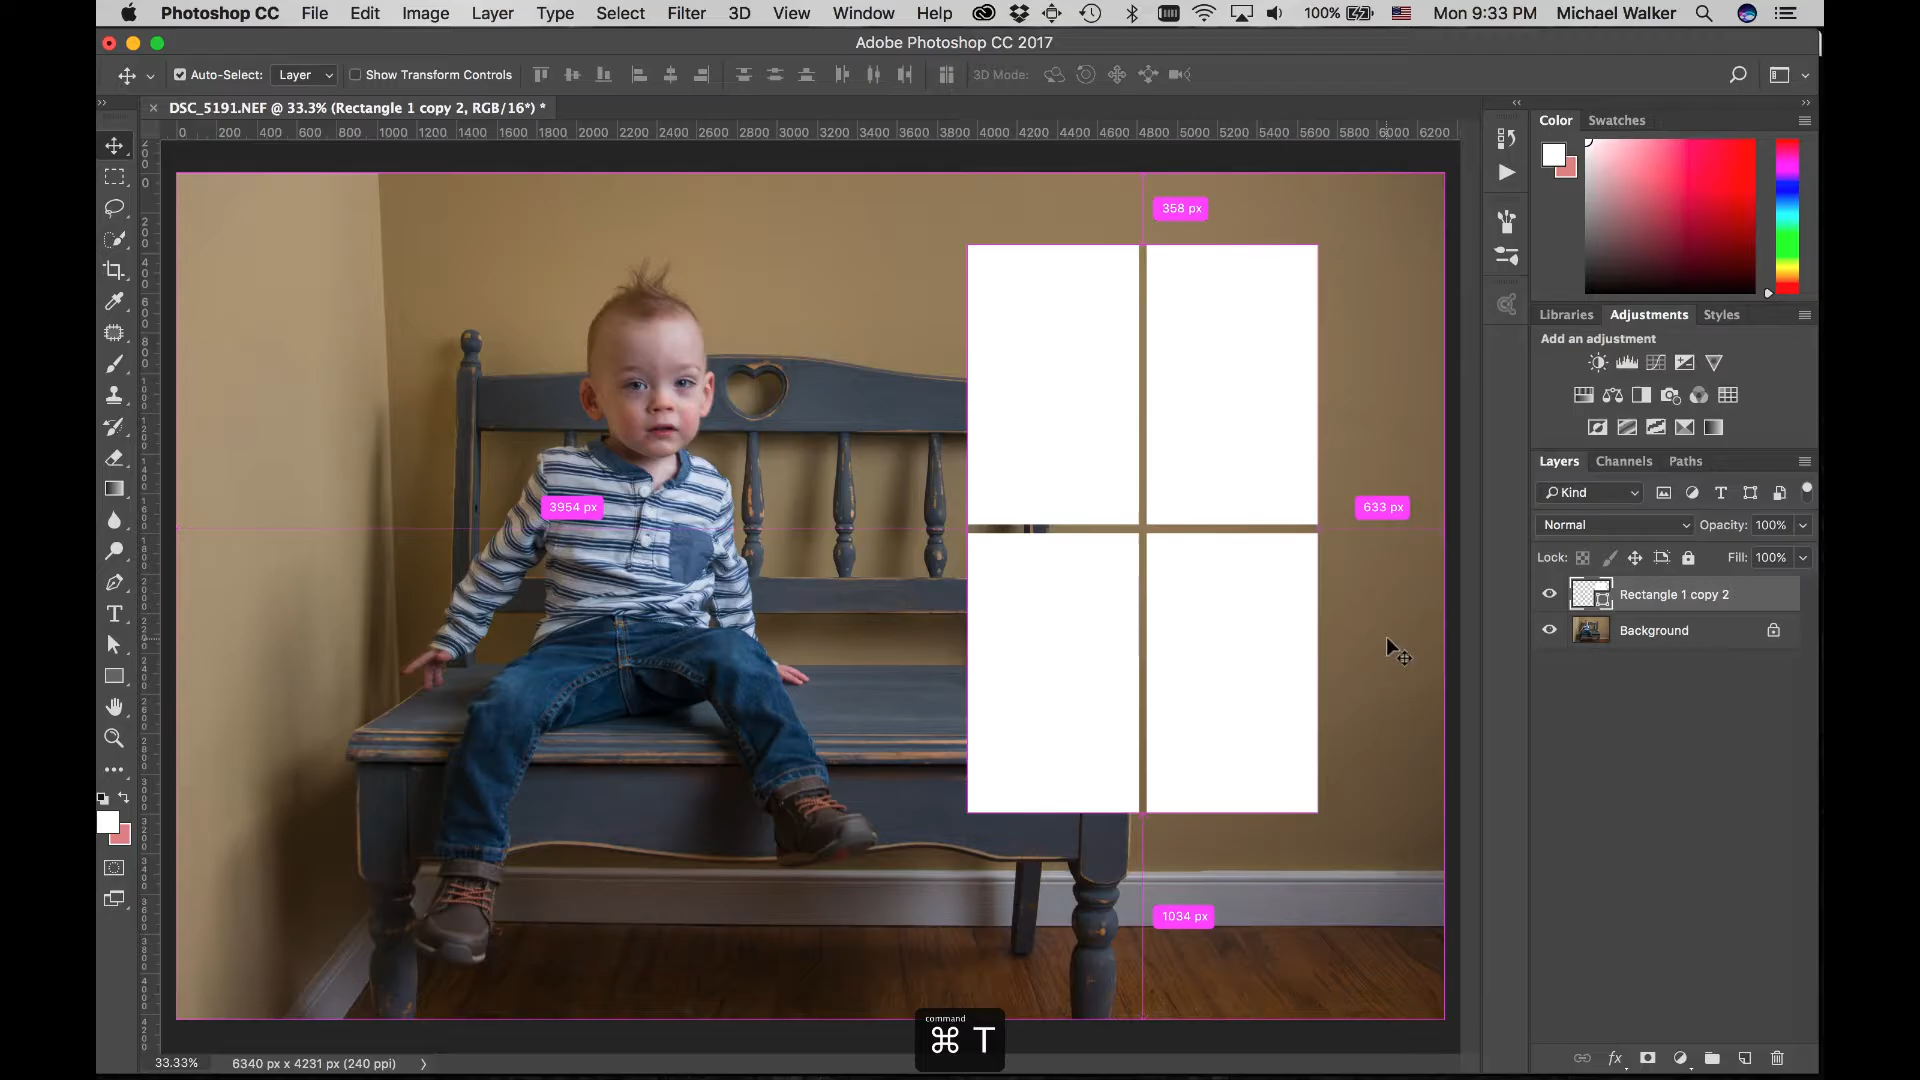 Photoshop CC File Edit Image Layer Type Select Filter 3D View Window Help 100% Mon 9:33 PM Michael Walker
Adobe Photoshop CC 2017
Auto-Select: Layer Show Transform Controls 3D Mode:
× DSC_5191.NEF @ 33.3% (Rectangle 1 copy 2, RGB/16*) *
0 200 400 600 800 1000 1200 1400 1600 1800 2000 2200 2400 2600 2800 3000 3200 3400 3600 3800 4000 4200 4400 4600 4800 5000 5200 5400 5600 5800 6000 6200
Color Swatches
358 px
Libraries Adjustments Styles
Add an adjustment
Layers Channels Paths
Kind
3954 px
633 px
Normal Opacity: 100%
Lock: Fill: 100%
Rectangle 1 copy 2
Background
1034 px
command
⌘ T
33.33% 6340 px x 4231 px (240 ppi)
fx